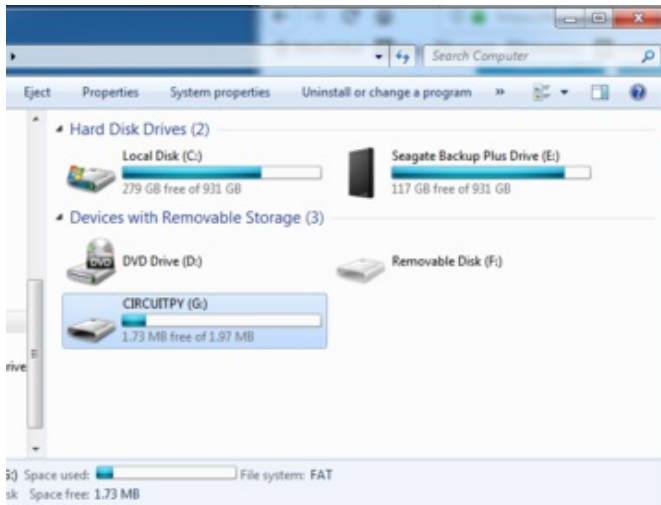 Search Computer
Eject Properties System properties Uninstall or change a program »
Hard Disk Drives (2)
Local Disk (C:)
279 GB free of 931 GB
Seagate Backup Plus Drive (E:)
117 GB free of 931 GB
Devices with Removable Storage (3)
DVD
DVD Drive (D:)
Removable Disk (F:)
CIRCUITPY (G:)
1.73 MB free of 1.97 MB
rive
G:) Space used: File system: FAT
sk Space free: 1.73 MB